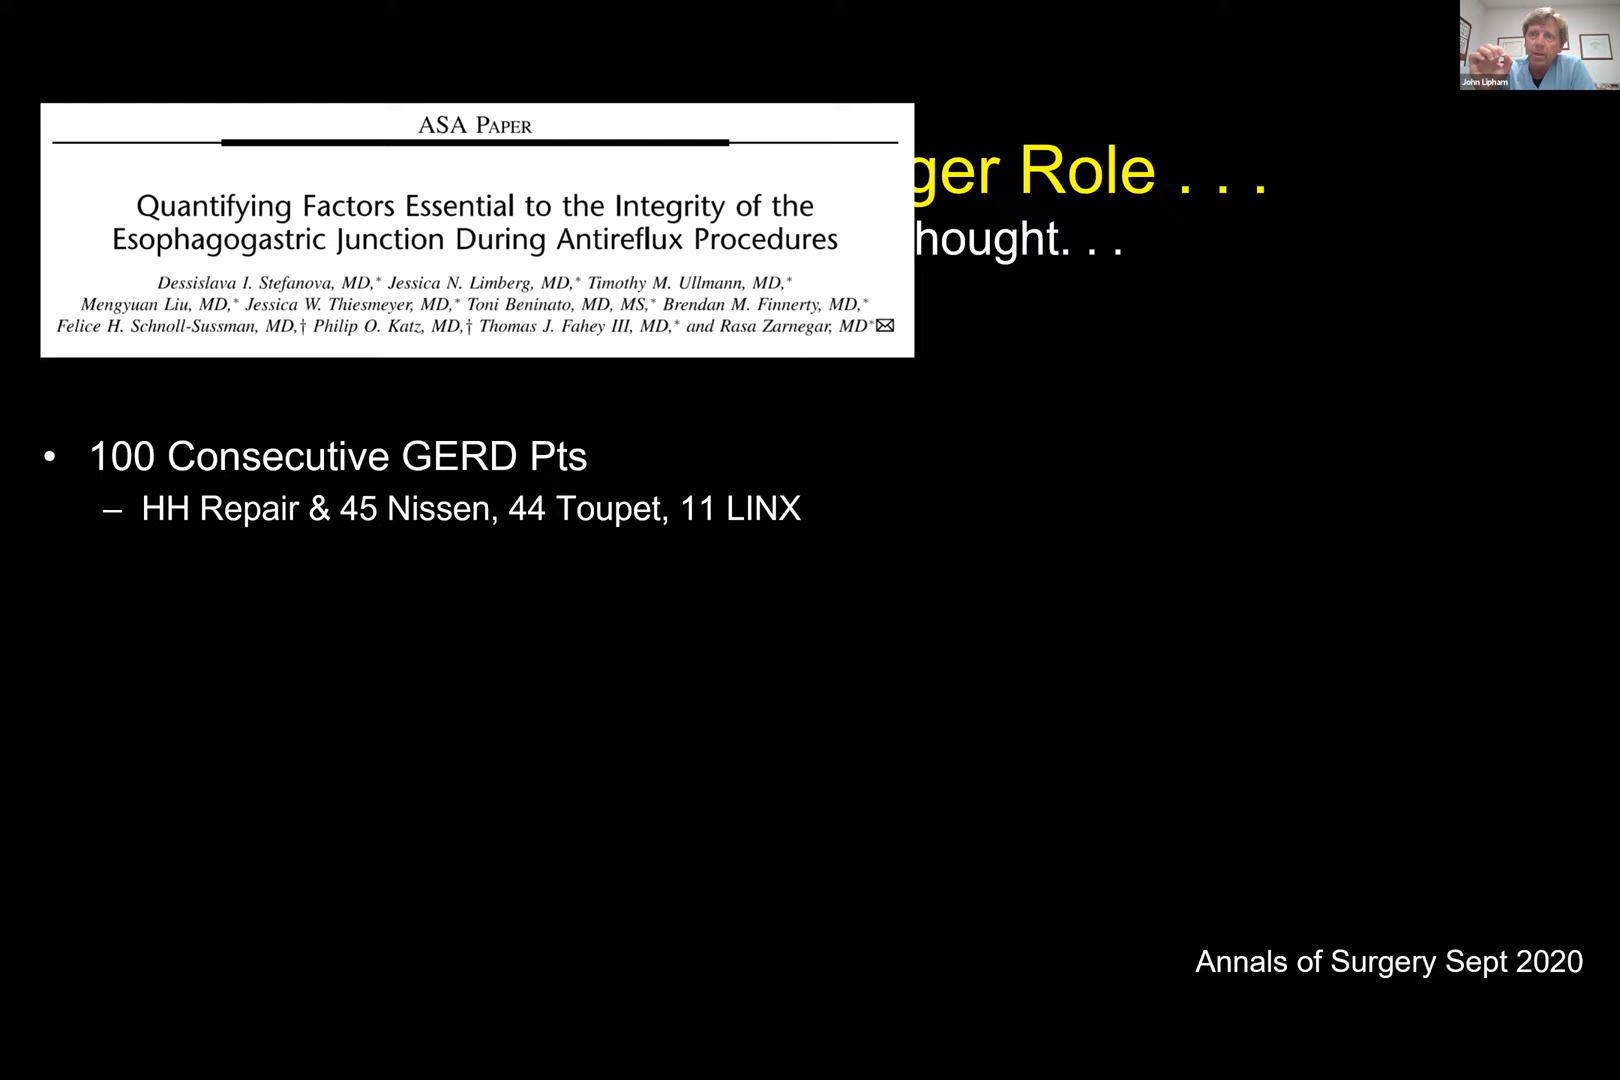 John Lipham
ASA PAPER
ger Role . . .
Quantifying Factors Essential to the Integrity of the
hought. . .
Esophagogastric Junction During Antireflux Procedures
Dessislava I. Stefanova, MD,* Jessica N. Limberg, MD,* Timothy M. Ullmann, MD,*
Mengyuan Liu, MD,* Jessica W. Thiesmeyer, MD,* Toni Beninato, MD, MS,* Brendan M. Finnerty, MD,*
Felice H. Schnoll-Sussman, MD,† Philip O. Katz, MD,† Thomas J. Fahey III, MD,* and Rasa Zarnegar, MD*✉
• 100 Consecutive GERD Pts
– HH Repair & 45 Nissen, 44 Toupet, 11 LINX
Annals of Surgery Sept 2020